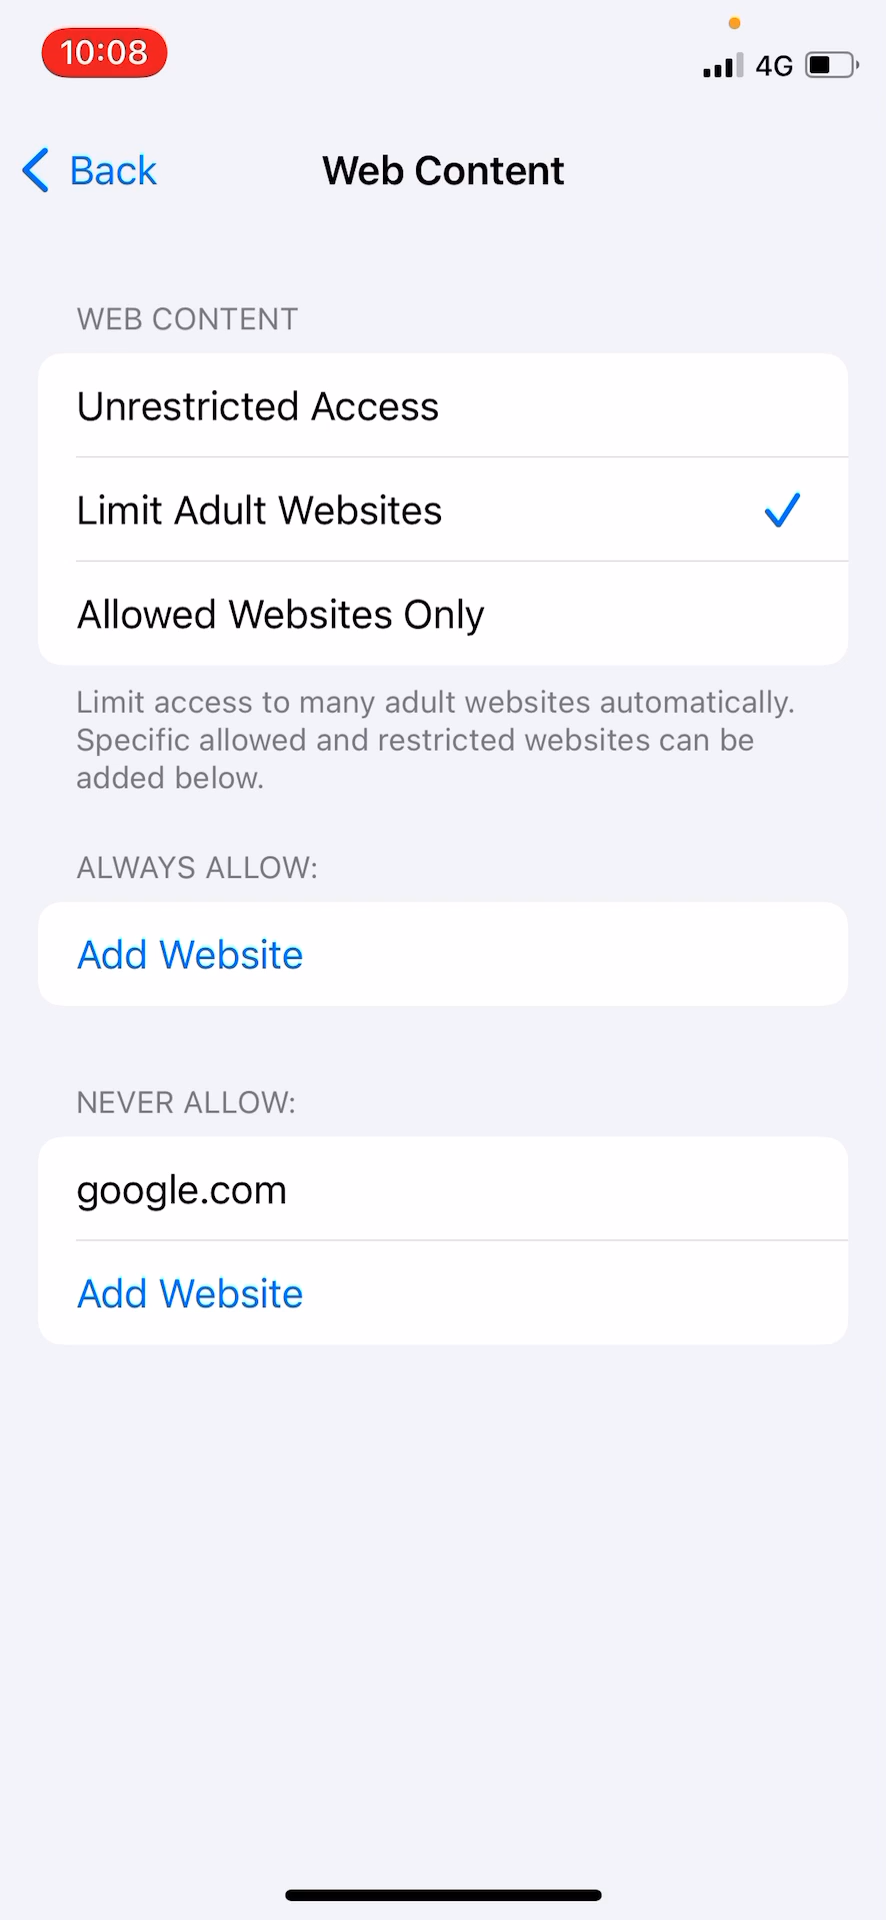 10:08
4G
Back
Web Content
WEB CONTENT
Unrestricted Access
Limit Adult Websites
Allowed Websites Only
Limit access to many adult websites automatically.
Specific allowed and restricted websites can be
added below.
ALWAYS ALLOW:
Add Website
NEVER ALLOW:
google.com
Add Website